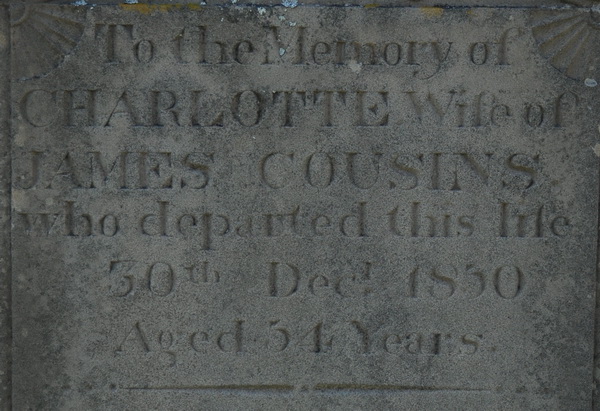 To the Memory of
CHARLOTTE Wife of
JAMES COUSINS
who departed this life
30th Decr 1850
Aged 54 Years.